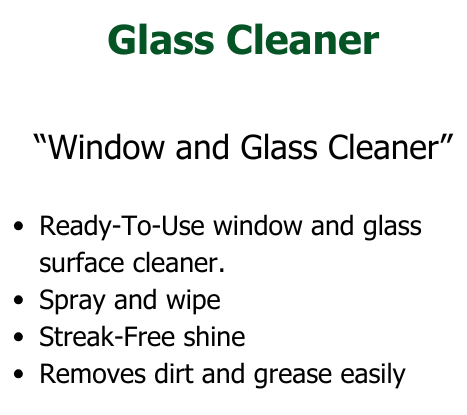 Glass Cleaner
“Window and Glass Cleaner”
• Ready-To-Use window and glass
surface cleaner.
• Spray and wipe
• Streak-Free shine
• Removes dirt and grease easily